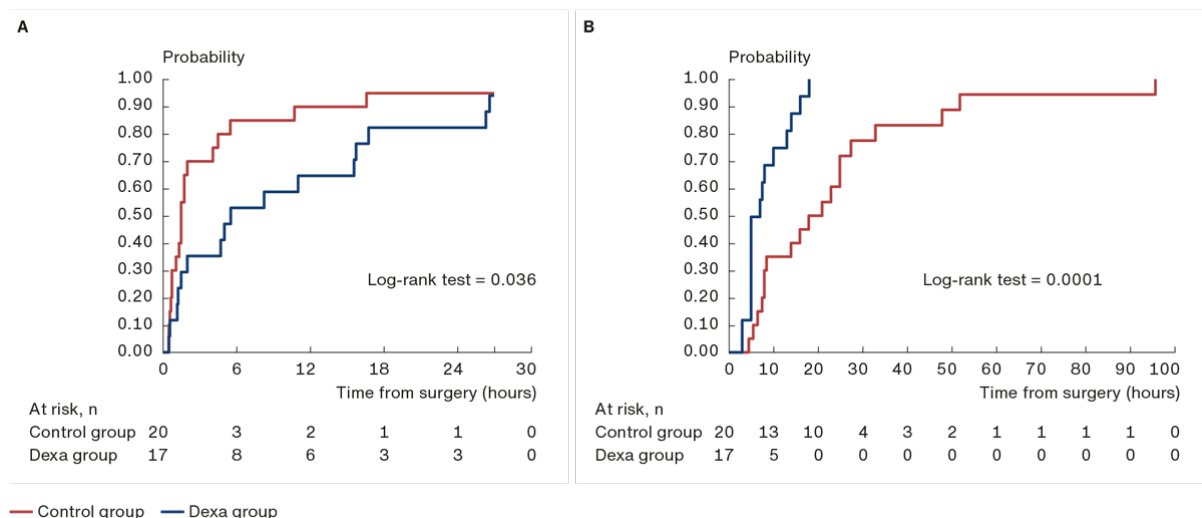 A
Probability
1.00
0.90
0.80
0.70
0.60
0.50
0.40
0.30
0.20
0.10
0.00
Log-rank test = 0.036
0 6 12 18 24 30
Time from surgery (hours)
At risk, n
Control group 20 3 2 1 1 0
Dexa group 17 8 6 3 3 0
B
Probability
1.00
0.90
0.80
0.70
0.60
0.50
0.40
0.30
0.20
0.10
0.00
Log-rank test = 0.0001
0 10 20 30 40 50 60 70 80 90 100
Time from surgery (hours)
At risk, n
Control group 20 13 10 4 3 2 1 1 1 1 0
Dexa group 17 5 0 0 0 0 0 0 0 0 0
Control group Dexa group